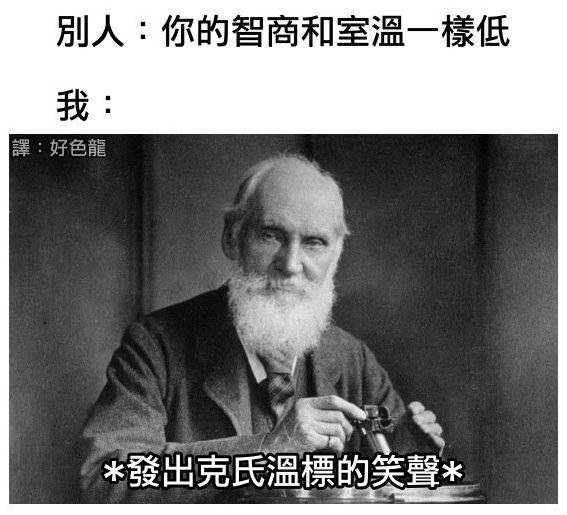 別人：你的智商和室溫一樣低
我：
譯：好色龍
*發出克氏溫標的笑聲*